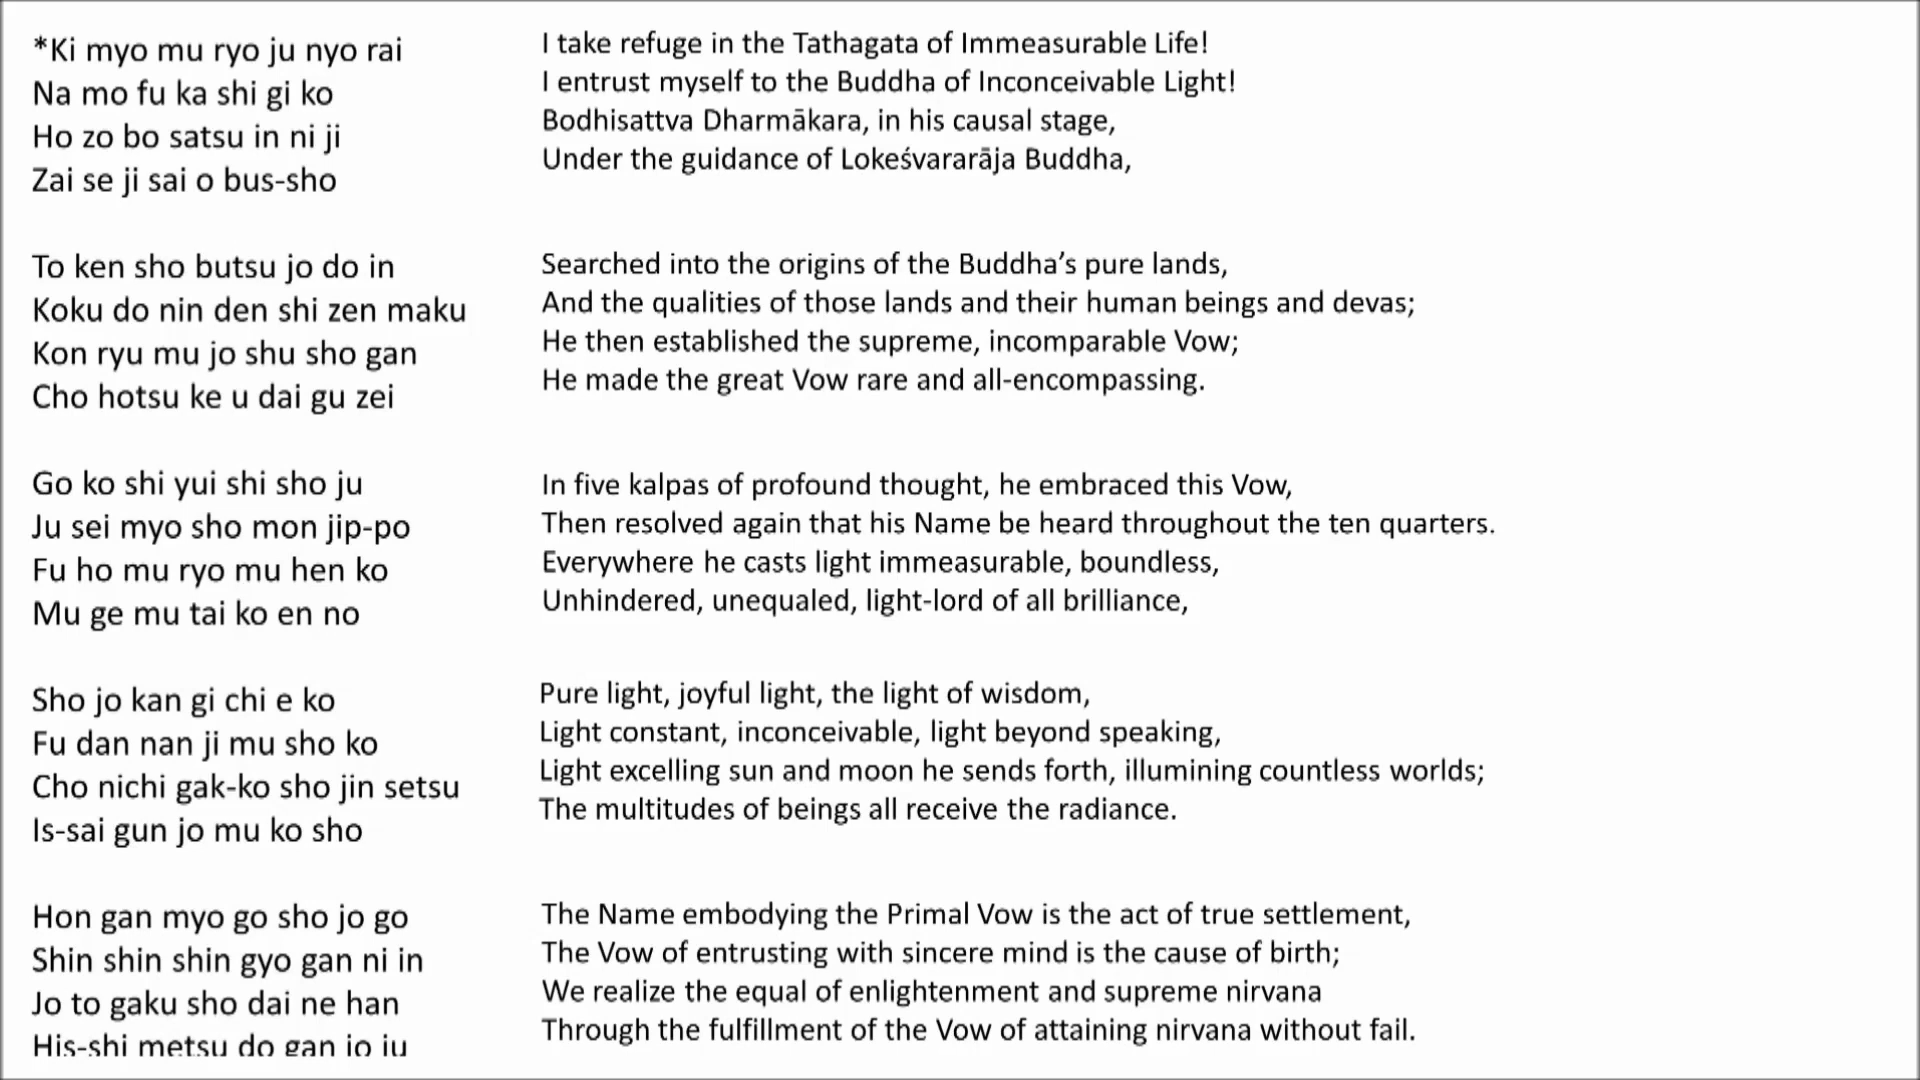 *Ki myo mu ryo ju nyo rai
Na mo fu ka shi gi ko
Ho zo bo satsu in ni ji
Zai se ji sai o bus-sho
To ken sho butsu jo do in
Koku do nin den shi zen maku
Kon ryu mu jo shu sho gan
Cho hotsu ke u dai gu zei
Go ko shi yui shi sho ju
Ju sei myo sho mon jip-po
Fu ho mu ryo mu hen ko
Mu ge mu tai ko en no
Sho jo kan gi chi e ko
Fu dan nan ji mu sho ko
Cho nichi gak-ko sho jin setsu
Is-sai gun jo mu ko sho
Hon gan myo go sho jo go
Shin shin shin gyo gan ni in
Jo to gaku sho dai ne han
His-shi metsu do gan jo ju
I take refuge in the Tathagata of Immeasurable Life!
I entrust myself to the Buddha of Inconceivable Light!
Bodhisattva Dharmākara, in his causal stage,
Under the guidance of Lokeśvararāja Buddha,
Searched into the origins of the Buddha’s pure lands,
And the qualities of those lands and their human beings and devas;
He then established the supreme, incomparable Vow;
He made the great Vow rare and all-encompassing.
In five kalpas of profound thought, he embraced this Vow,
Then resolved again that his Name be heard throughout the ten quarters.
Everywhere he casts light immeasurable, boundless,
Unhindered, unequaled, light-lord of all brilliance,
Pure light, joyful light, the light of wisdom,
Light constant, inconceivable, light beyond speaking,
Light excelling sun and moon he sends forth, illumining countless worlds;
The multitudes of beings all receive the radiance.
The Name embodying the Primal Vow is the act of true settlement,
The Vow of entrusting with sincere mind is the cause of birth;
We realize the equal of enlightenment and supreme nirvana
Through the fulfillment of the Vow of attaining nirvana without fail.